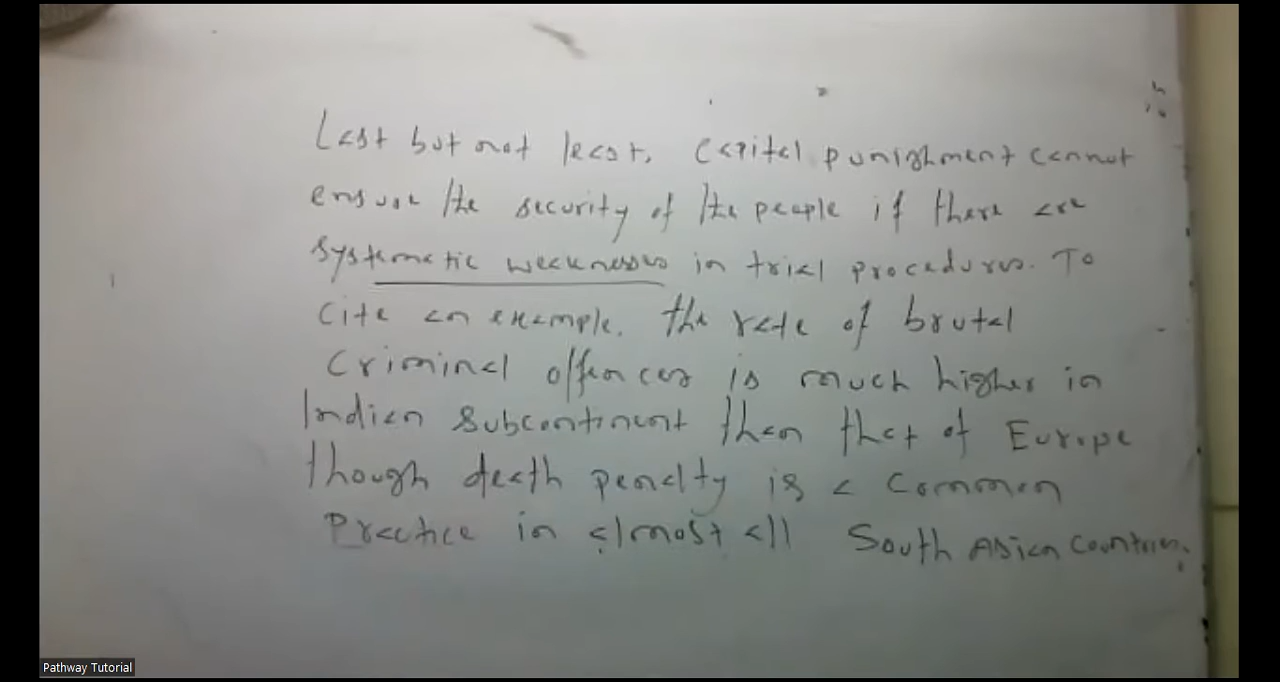 Last but not least, capital punishment cannot
ensure the security of the people if there are
systematic weaknesses in trial procedures. To
cite an example, the rate of brutal
criminal offences is much higher in
Indian subcontinent than that of Europe
though death penalty is a common
Practice in almost all South Asian Countries.
Pathway Tutorial